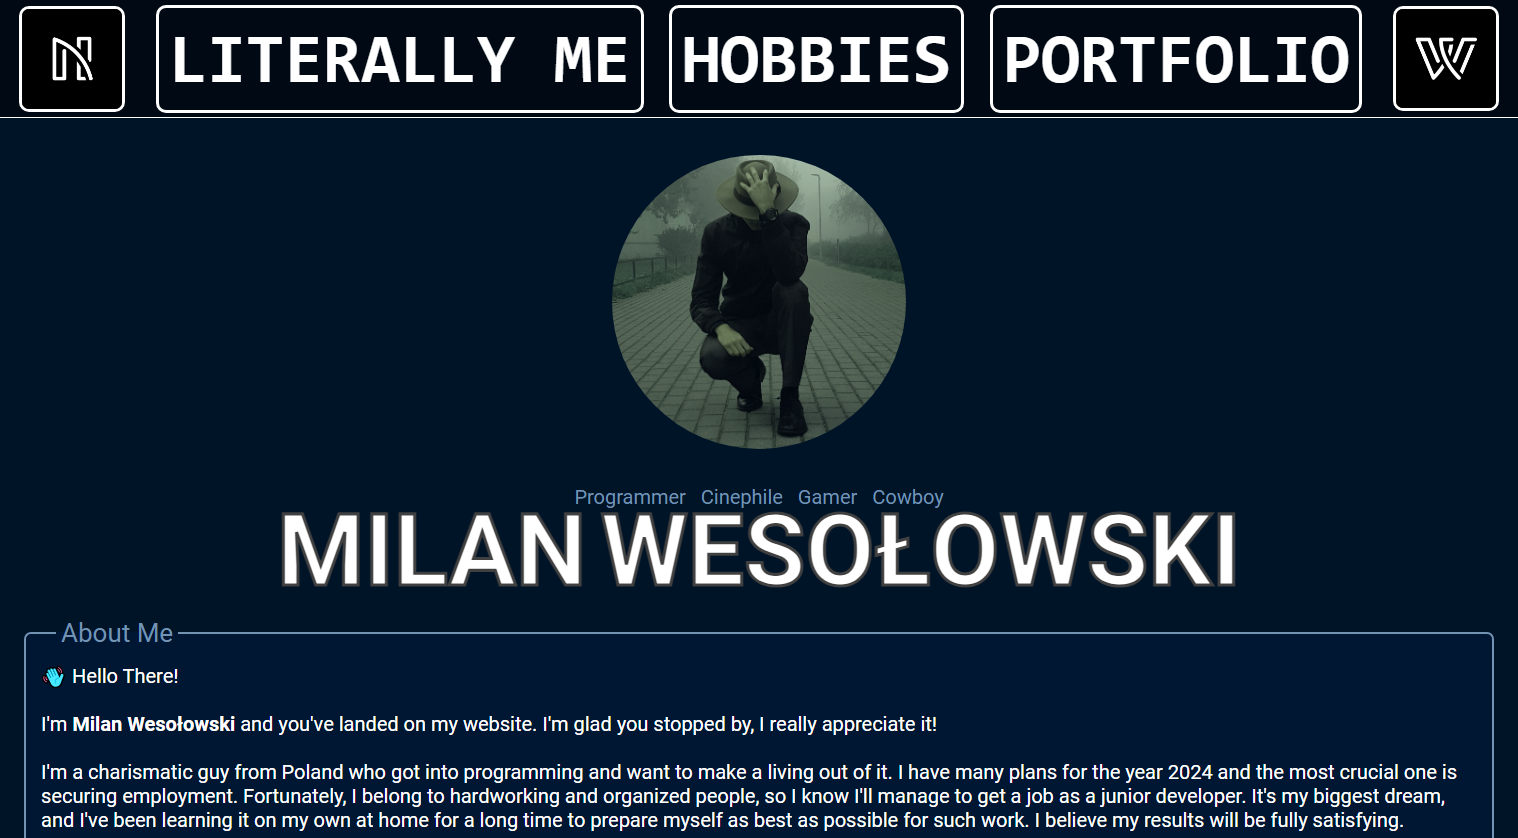 N LITERALLY ME HOBBIES PORTFOLIO W
Programmer Cinephile Gamer Cowboy
MILAN WESOŁOWSKI
About Me
👋 Hello There!
I'm Milan Wesołowski and you've landed on my website. I'm glad you stopped by, I really appreciate it!
I'm a charismatic guy from Poland who got into programming and want to make a living out of it. I have many plans for the year 2024 and the most crucial one is
securing employment. Fortunately, I belong to hardworking and organized people, so I know I'll manage to get a job as a junior developer. It's my biggest dream,
and I've been learning it on my own at home for a long time to prepare myself as best as possible for such work. I believe my results will be fully satisfying.